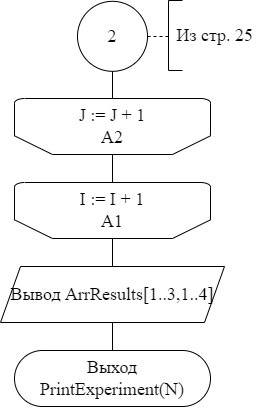 2
Из стр. 25
J := J + 1
A2
I := I + 1
A1
Вывод ArrResults[1..3,1..4]
Выход
PrintExperiment(N)